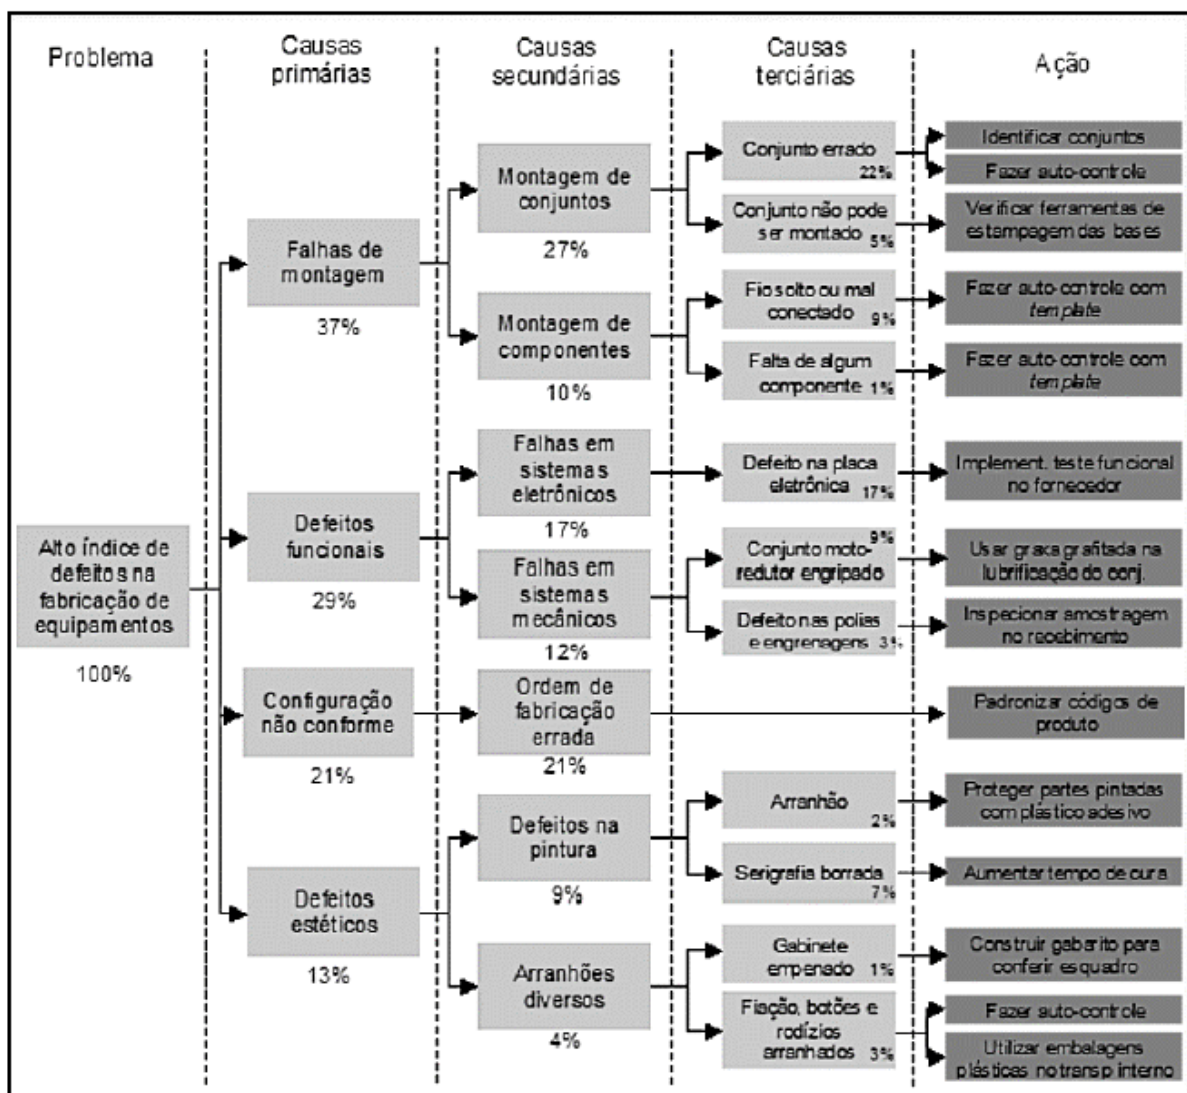 Problema
Causas
primárias
Causas
secundárias
Causas
terciárias
Ação
Alto índice de
defeitos na
fabricação de
equipamentos
100%
Falhas de
montagem
37%
Montagem de
conjuntos
27%
Conjunto errado
22%
Identificar conjuntos
Fazer auto-controle
Conjunto não pode
ser montado 5%
Verificar ferramentas de
estampagem das bases
Montagem de
componentes
10%
Fio solto ou mal
conectado 9%
Fazer auto-controle com
template
Falta de algum
componente 1%
Fazer auto-controle com
template
Defeitos
funcionais
29%
Falhas em
sistemas
eletrônicos
17%
Defeito na placa
eletrônica 17%
Implement. teste funcional
no fornecedor
Falhas em
sistemas
mecânicos
12%
9%
Conjunto moto-
redutor engripado
Usar graxa grafitada na
lubrificação do conj.
Defeito nas polias
e engrenagens 3%
Inspecionar amostragem
no recebimento
Configuração
não conforme
21%
Ordem de
fabricação
errada
21%
Padronizar códigos de
produto
Defeitos
estéticos
13%
Defeitos na
pintura
9%
Arranhão
2%
Proteger partes pintadas
com plástico adesivo
Serigrafia borrada
7%
Aumentar tempo de cura
Arranhões
diversos
4%
Gabinete
empenado 1%
Construir gabarito para
conferir esquadro
Fiação, botões e
rodízios
arranhados 3%
Fazer auto-controle
Utilizar embalagens
plásticas no transp interno